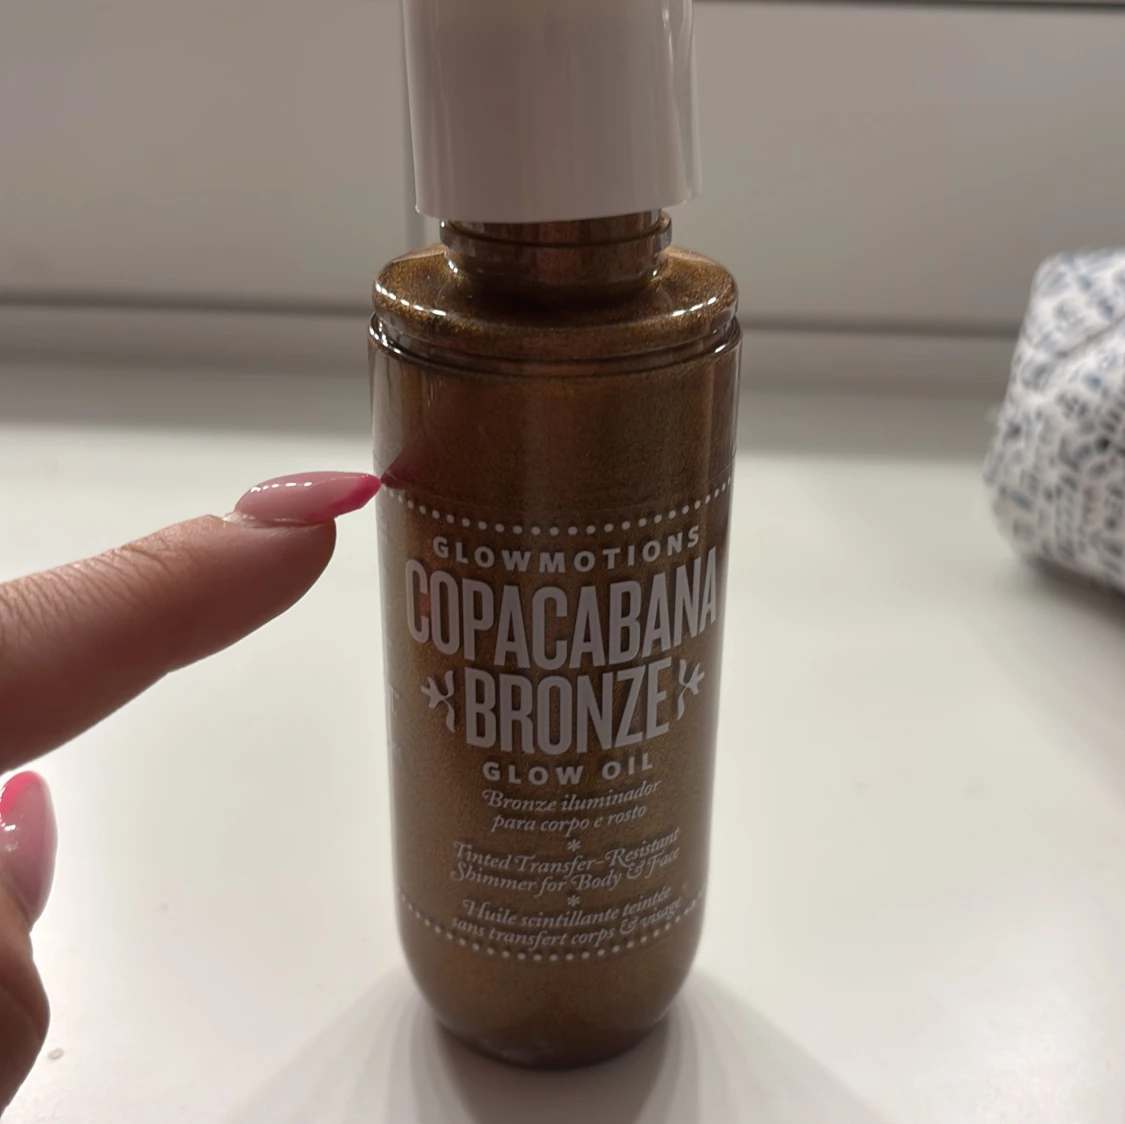 GLOWMOTIONS
COPACABANA
BRONZE
GLOW OIL
Bronze iluminador
para corpo e rosto
*
Tinted Transfer-Resistant
Shimmer for Body & Face
*
Huile scintillante teintée
sans transfert corps & visage